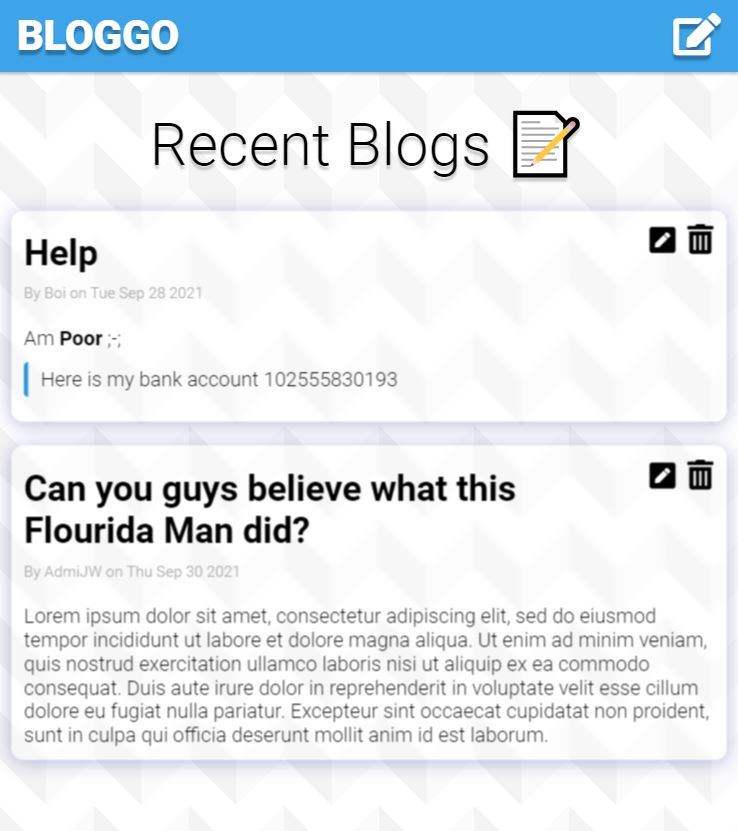 BLOGGO
Recent Blogs
Help
By Boi on Tue Sep 28 2021
Am Poor ;-;
Here is my bank account 102555830193
Can you guys believe what this
Flourida Man did?
By AdmiJW on Thu Sep 30 2021
Lorem ipsum dolor sit amet, consectetur adipiscing elit, sed do eiusmod
tempor incididunt ut labore et dolore magna aliqua. Ut enim ad minim veniam,
quis nostrud exercitation ullamco laboris nisi ut aliquip ex ea commodo
consequat. Duis aute irure dolor in reprehenderit in voluptate velit esse cillum
dolore eu fugiat nulla pariatur. Excepteur sint occaecat cupidatat non proident,
sunt in culpa qui officia deserunt mollit anim id est laborum.